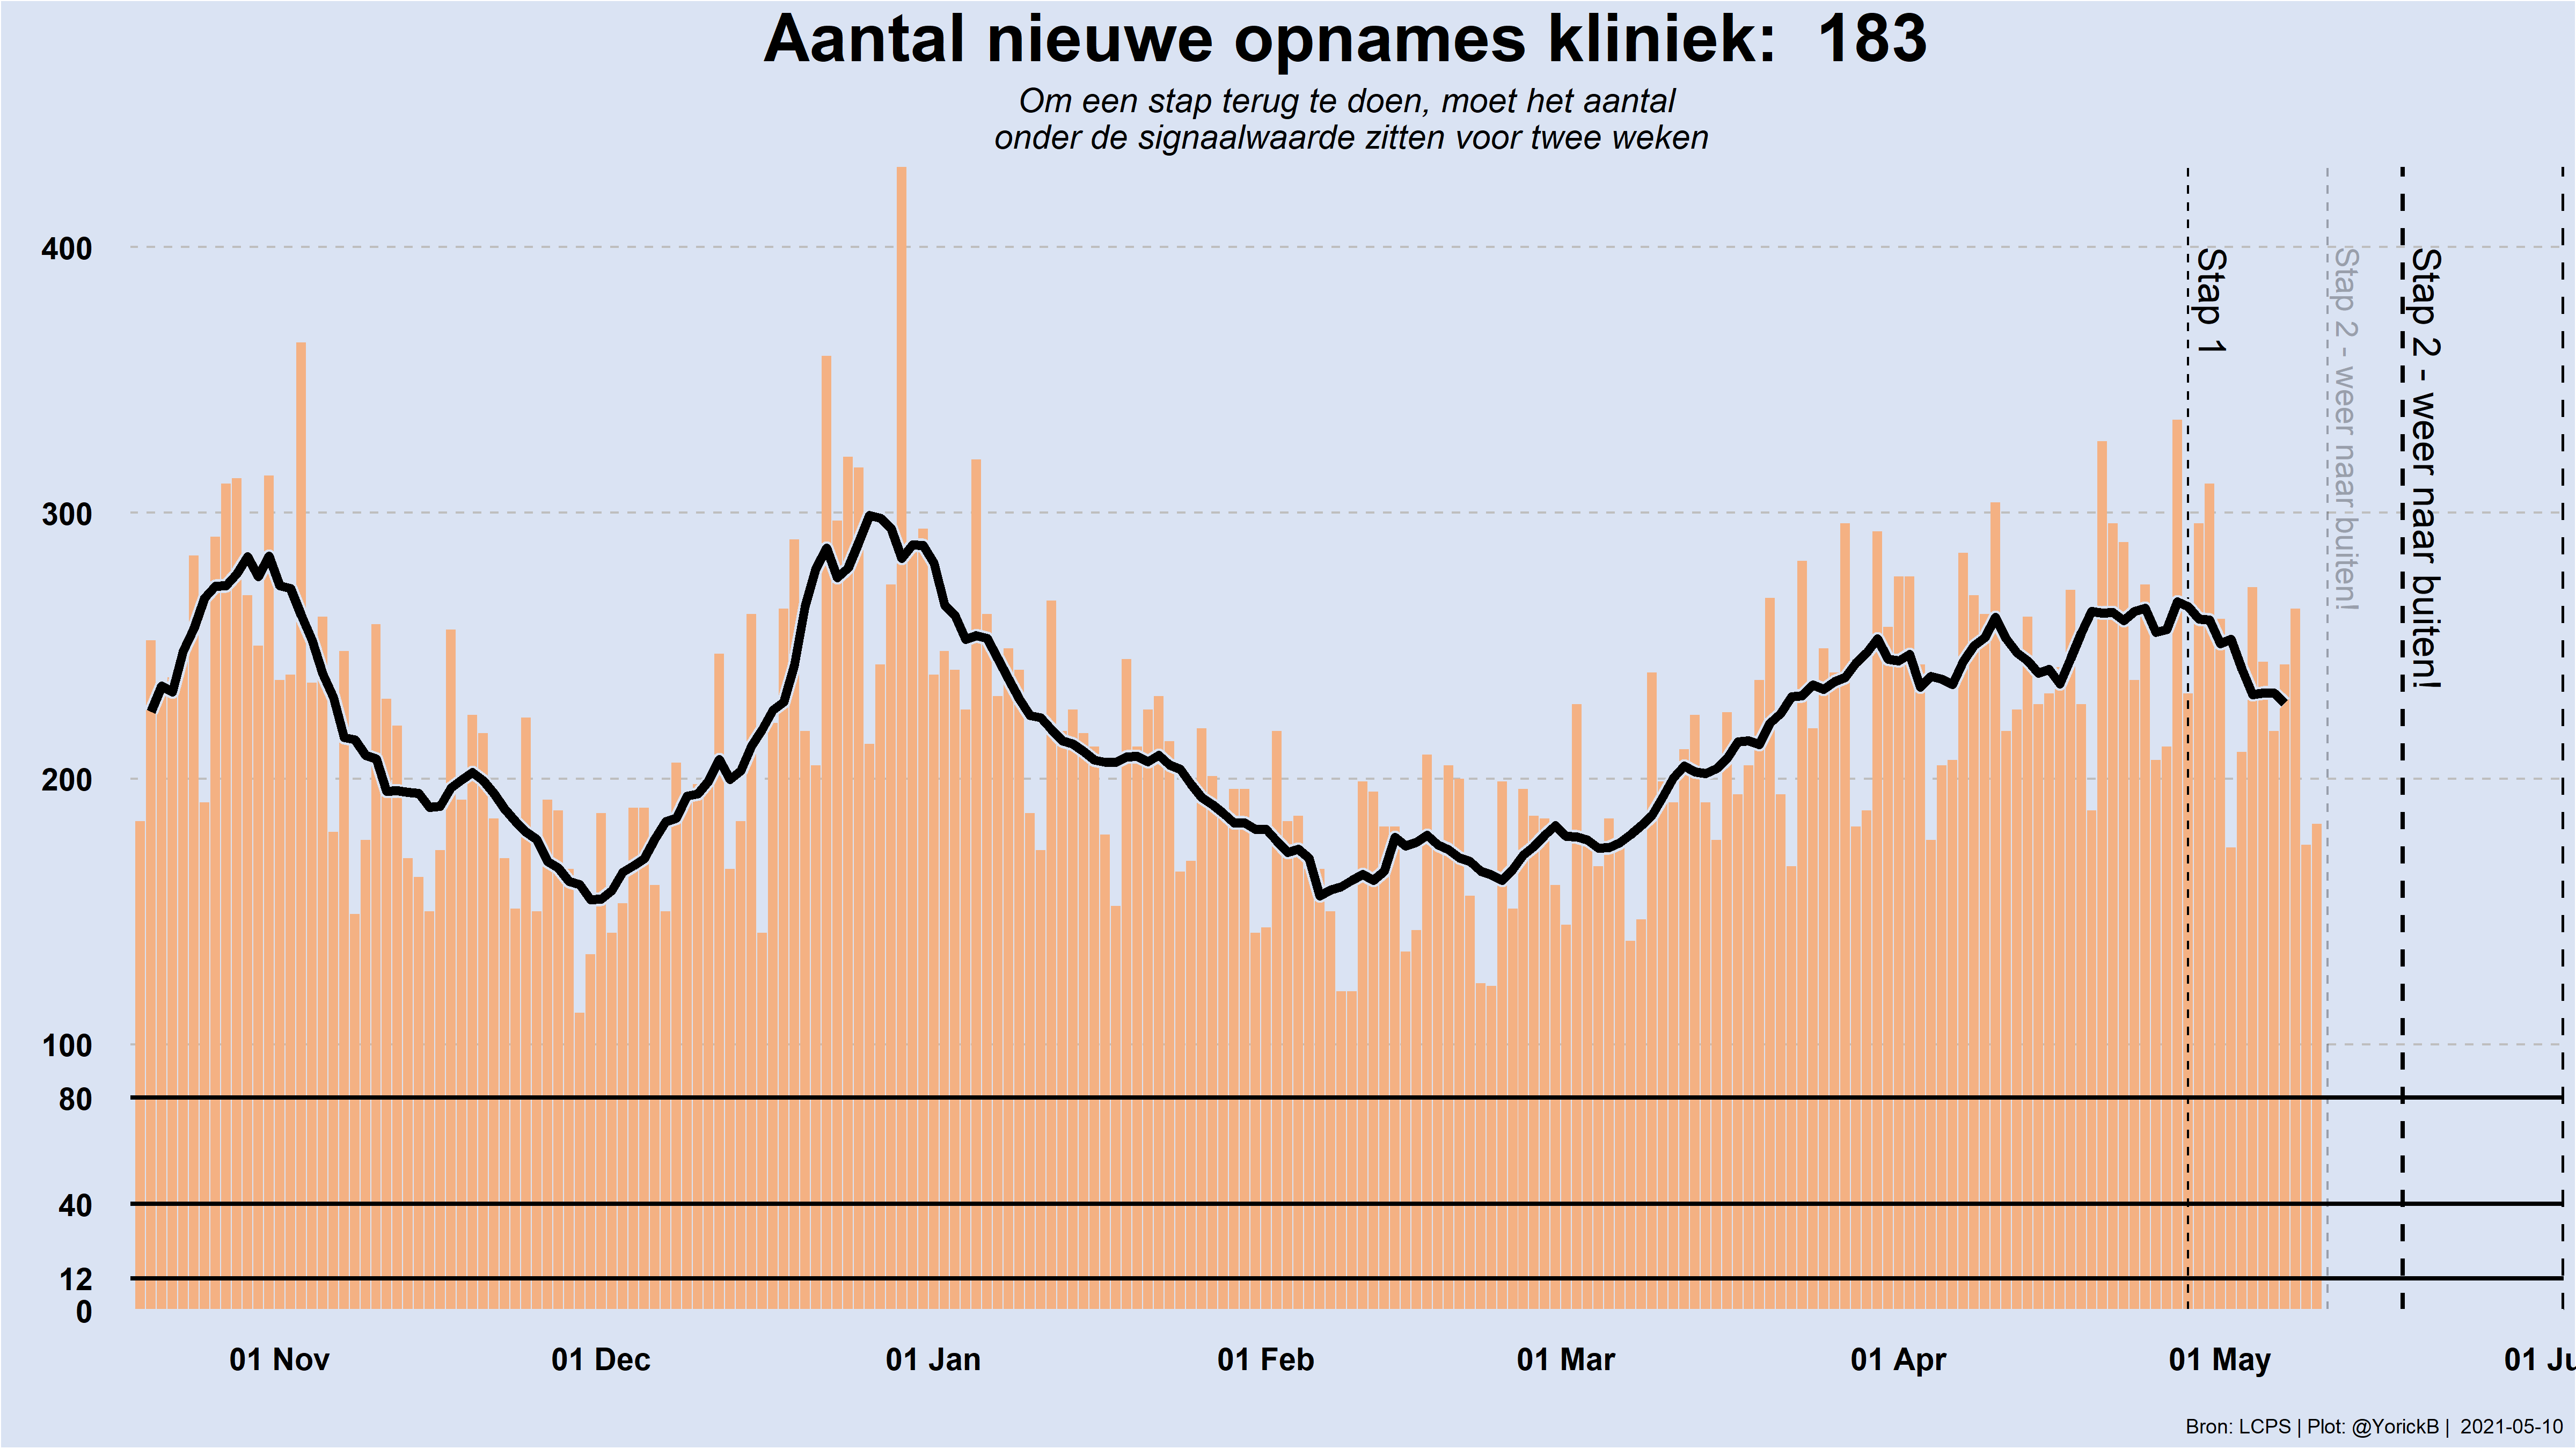 Aantal nieuwe opnames kliniek: 183
Om een stap terug te doen, moet het aantal
onder de signaalwaarde zitten voor twee weken
400
300
200
100
80
40
12
0
Stap 1
Stap 2 - weer naar buiten!
Stap 2 - weer naar buiten!
01 Nov
01 Dec
01 Jan
01 Feb
01 Mar
01 Apr
01 May
01 Ju
Bron: LCPS | Plot: @YorickB | 2021-05-10